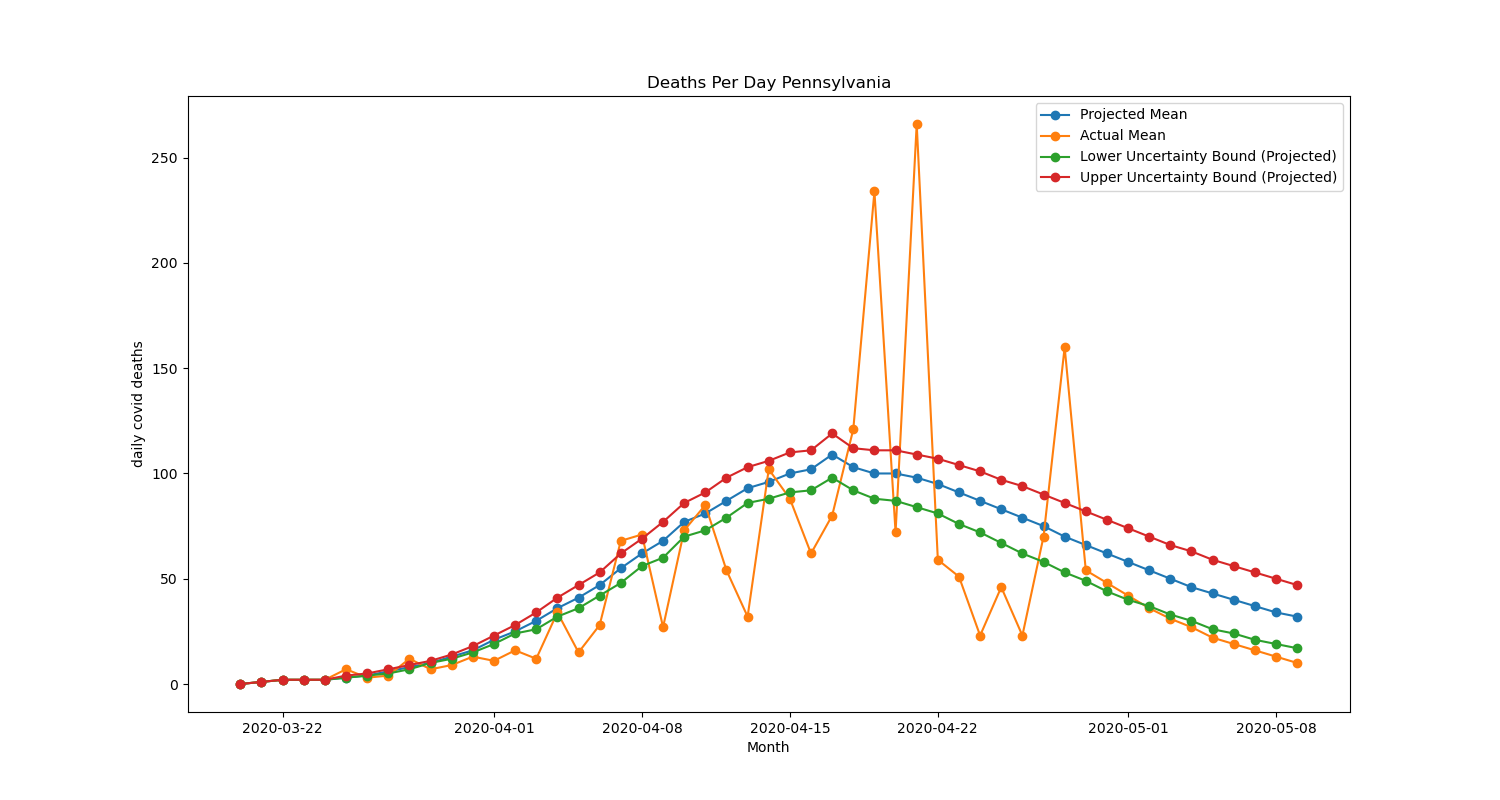 Deaths Per Day Pennsylvania
Projected Mean
Actual Mean
Lower Uncertainty Bound (Projected)
Upper Uncertainty Bound (Projected)
daily covid deaths
250
200
150
100
50
0
2020-03-22 2020-04-01 2020-04-08 2020-04-15 2020-04-22 2020-05-01 2020-05-08
Month